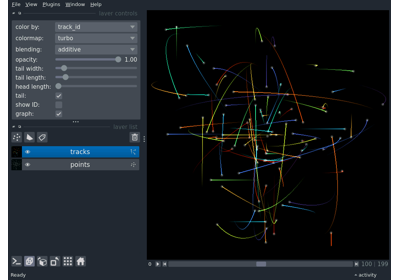 File View Plugins Window Help
layer controls
color by: track_id
colormap: turbo
blending: additive
opacity: 1.00
tail width:
tail length:
head length:
tail:
show ID:
graph:
layer list
tracks
points
100 199
Ready
activity